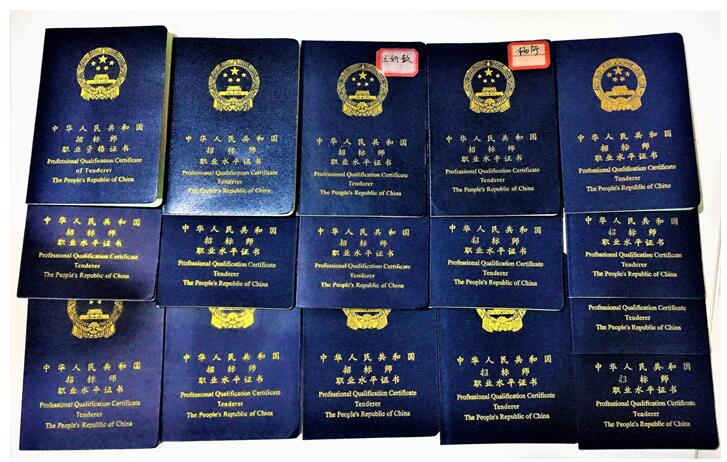 中华人民共和国
招标师
职业资格证书
Professional Qualification Certificate
of Tenderer
The People's Republic of China
中华人民共和国
招标师
职业水平证书
Professional Qualification Certificate
Tenderer
The People's Republic of China
中华人民共和国
招标师
职业水平证书
Professional Qualification Certificate
Tenderer
The People's Republic of China
中华人民共和国
招标师
职业水平证书
Professional Qualification Certificate
Tenderer
The People's Republic of China
中华人民共和国
招标师
职业水平证书
Professional Qualification Certificate
Tenderer
The People's Republic of China
中华人民共和国
招标师
职业水平证书
Professional Qualification Certificate
Tenderer
The People's Republic of China
中华人民共和国
招标师
职业水平证书
Professional Qualification Certificate
Tenderer
The People's Republic of China
中华人民共和国
招标师
职业水平证书
Professional Qualification Certificate
Tenderer
The People's Republic of China
中华人民共和国
招标师
职业水平证书
Professional Qualification Certificate
Tenderer
The People's Republic of China
中华人民共和国
招标师
职业水平证书
Professional Qualification Certificate
Tenderer
The People's Republic of China
Professional Qualification Certificate
Tenderer
The People's Republic of China
中华人民共和国
招标师
职业水平证书
Professional Qualification Certificate
Tenderer
The People's Republic of China
中华人民共和国
招标师
职业水平证书
Professional Qualification Certificate
Tenderer
The People's Republic of China
中华人民共和国
招标师
职业水平证书
Professional Qualification Certificate
Tenderer
The People's Republic of China
中华人民共和国
招标师
职业水平证书
Professional Qualification Certificate
Tenderer
The People's Republic of China
中华人民共和国
招标师
职业水平证书
Professional Qualification Certificate
Tenderer
The People's Republic of China